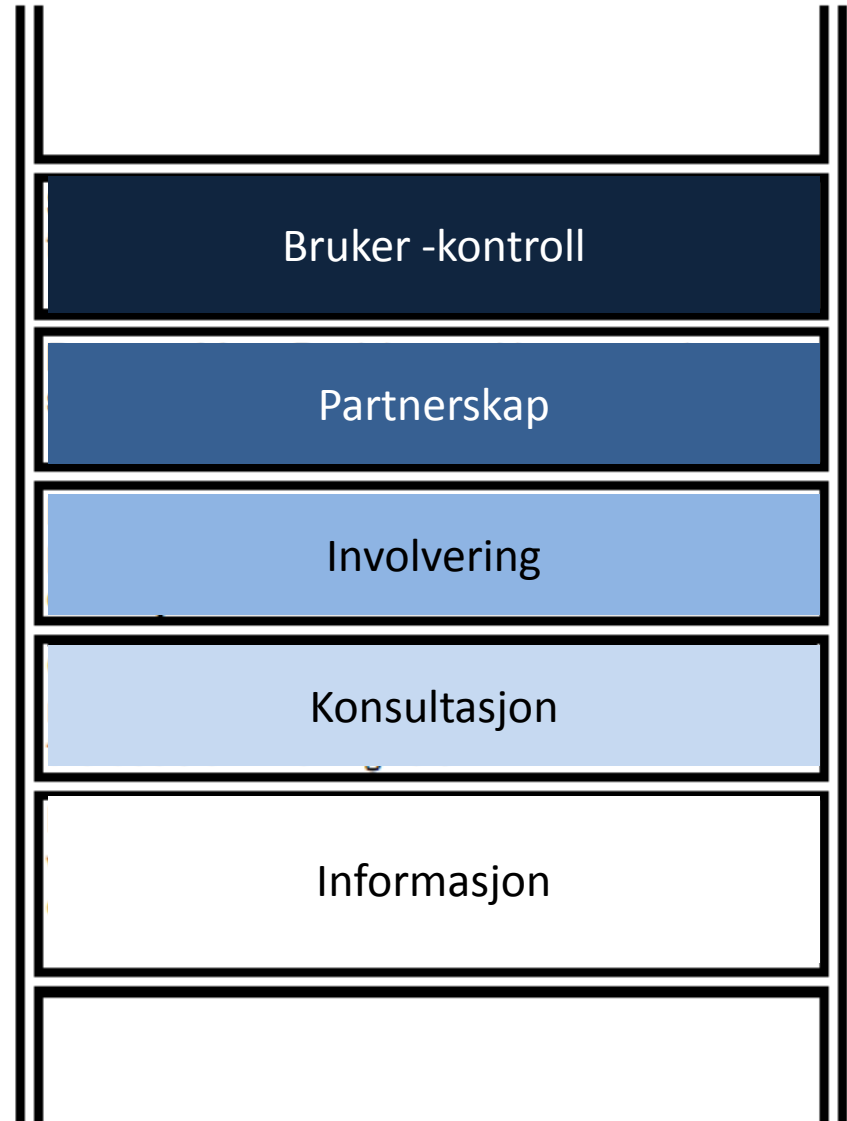 Bruker -kontroll
Partnerskap
Involvering
Konsultasjon
Informasjon